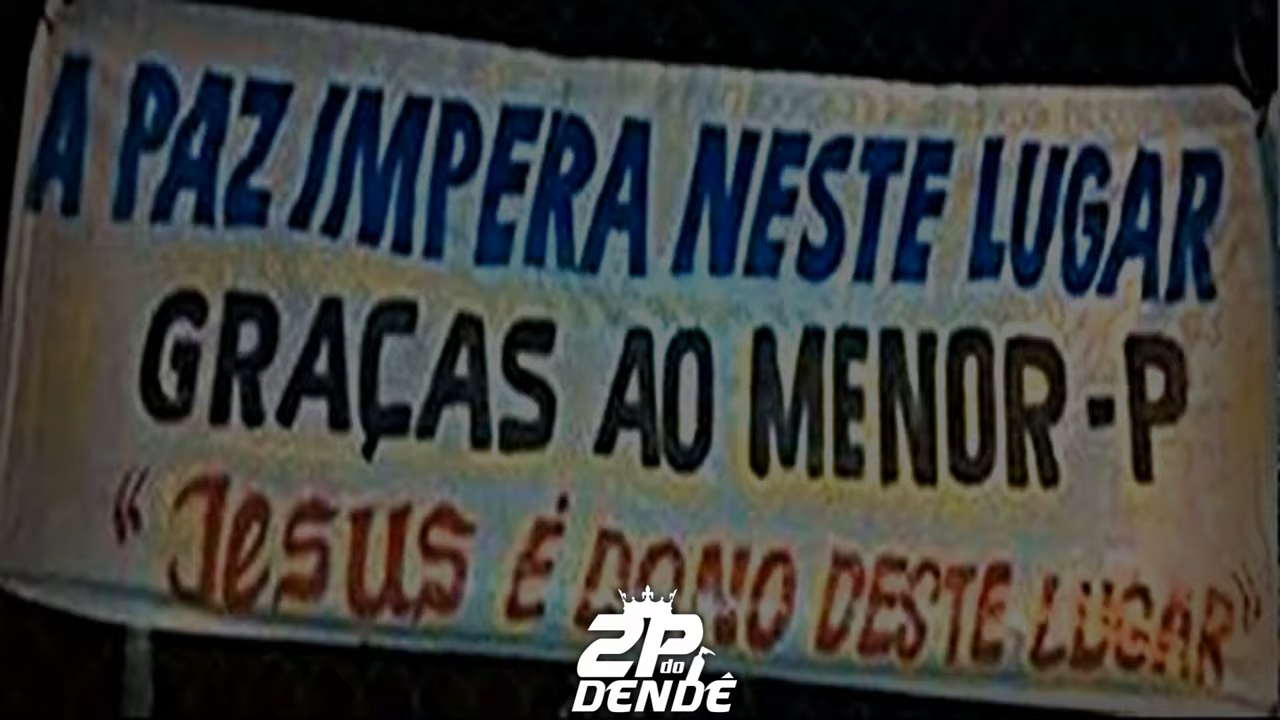 A PAZ IMPERA NESTE LUGAR
GRAÇAS AO MENOR-P
“JESUS É DONO DESTE LUGAR”
2P do
DENDÊ